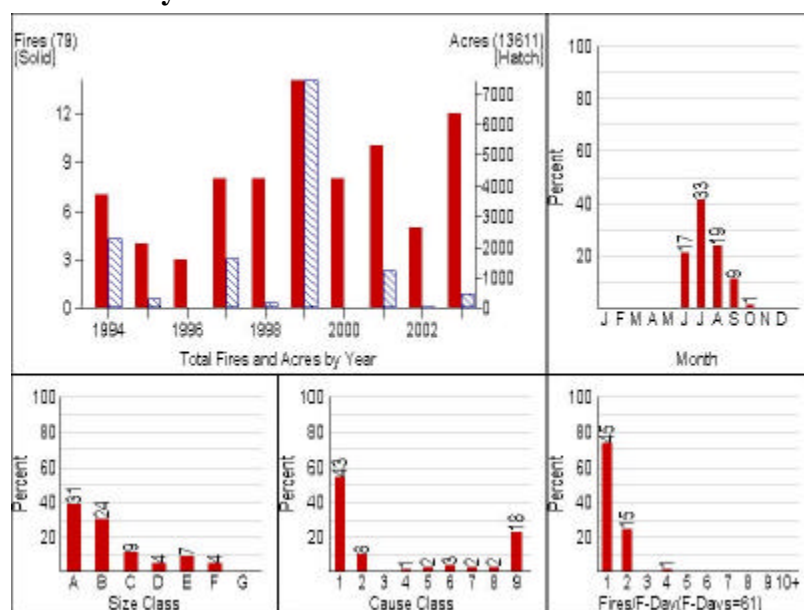 Fires (79)
(Solid)
Acres (13611)
(Hatch)
12
9
6
3
0
7000
6000
5000
4000
3000
2000
1000
0
1994 1996 1998 2000 2002
Total Fires and Acres by Year
100
80
60
40
20
Percent
17 33 19 9 1
J F M A M J J A S O N D
Month
100
80
60
40
20
Percent
31 24 9 4 7 4
A B C D E F G
Size Class
100
80
60
40
20
Percent
43 8 1 2 3 2 2 18
1 2 3 4 5 6 7 8 9
Cause Class
100
80
60
40
20
Percent
45 15 1
1 2 3 4 5 6 7 8 9 10+
Fires/F-Day(F-Days=61)